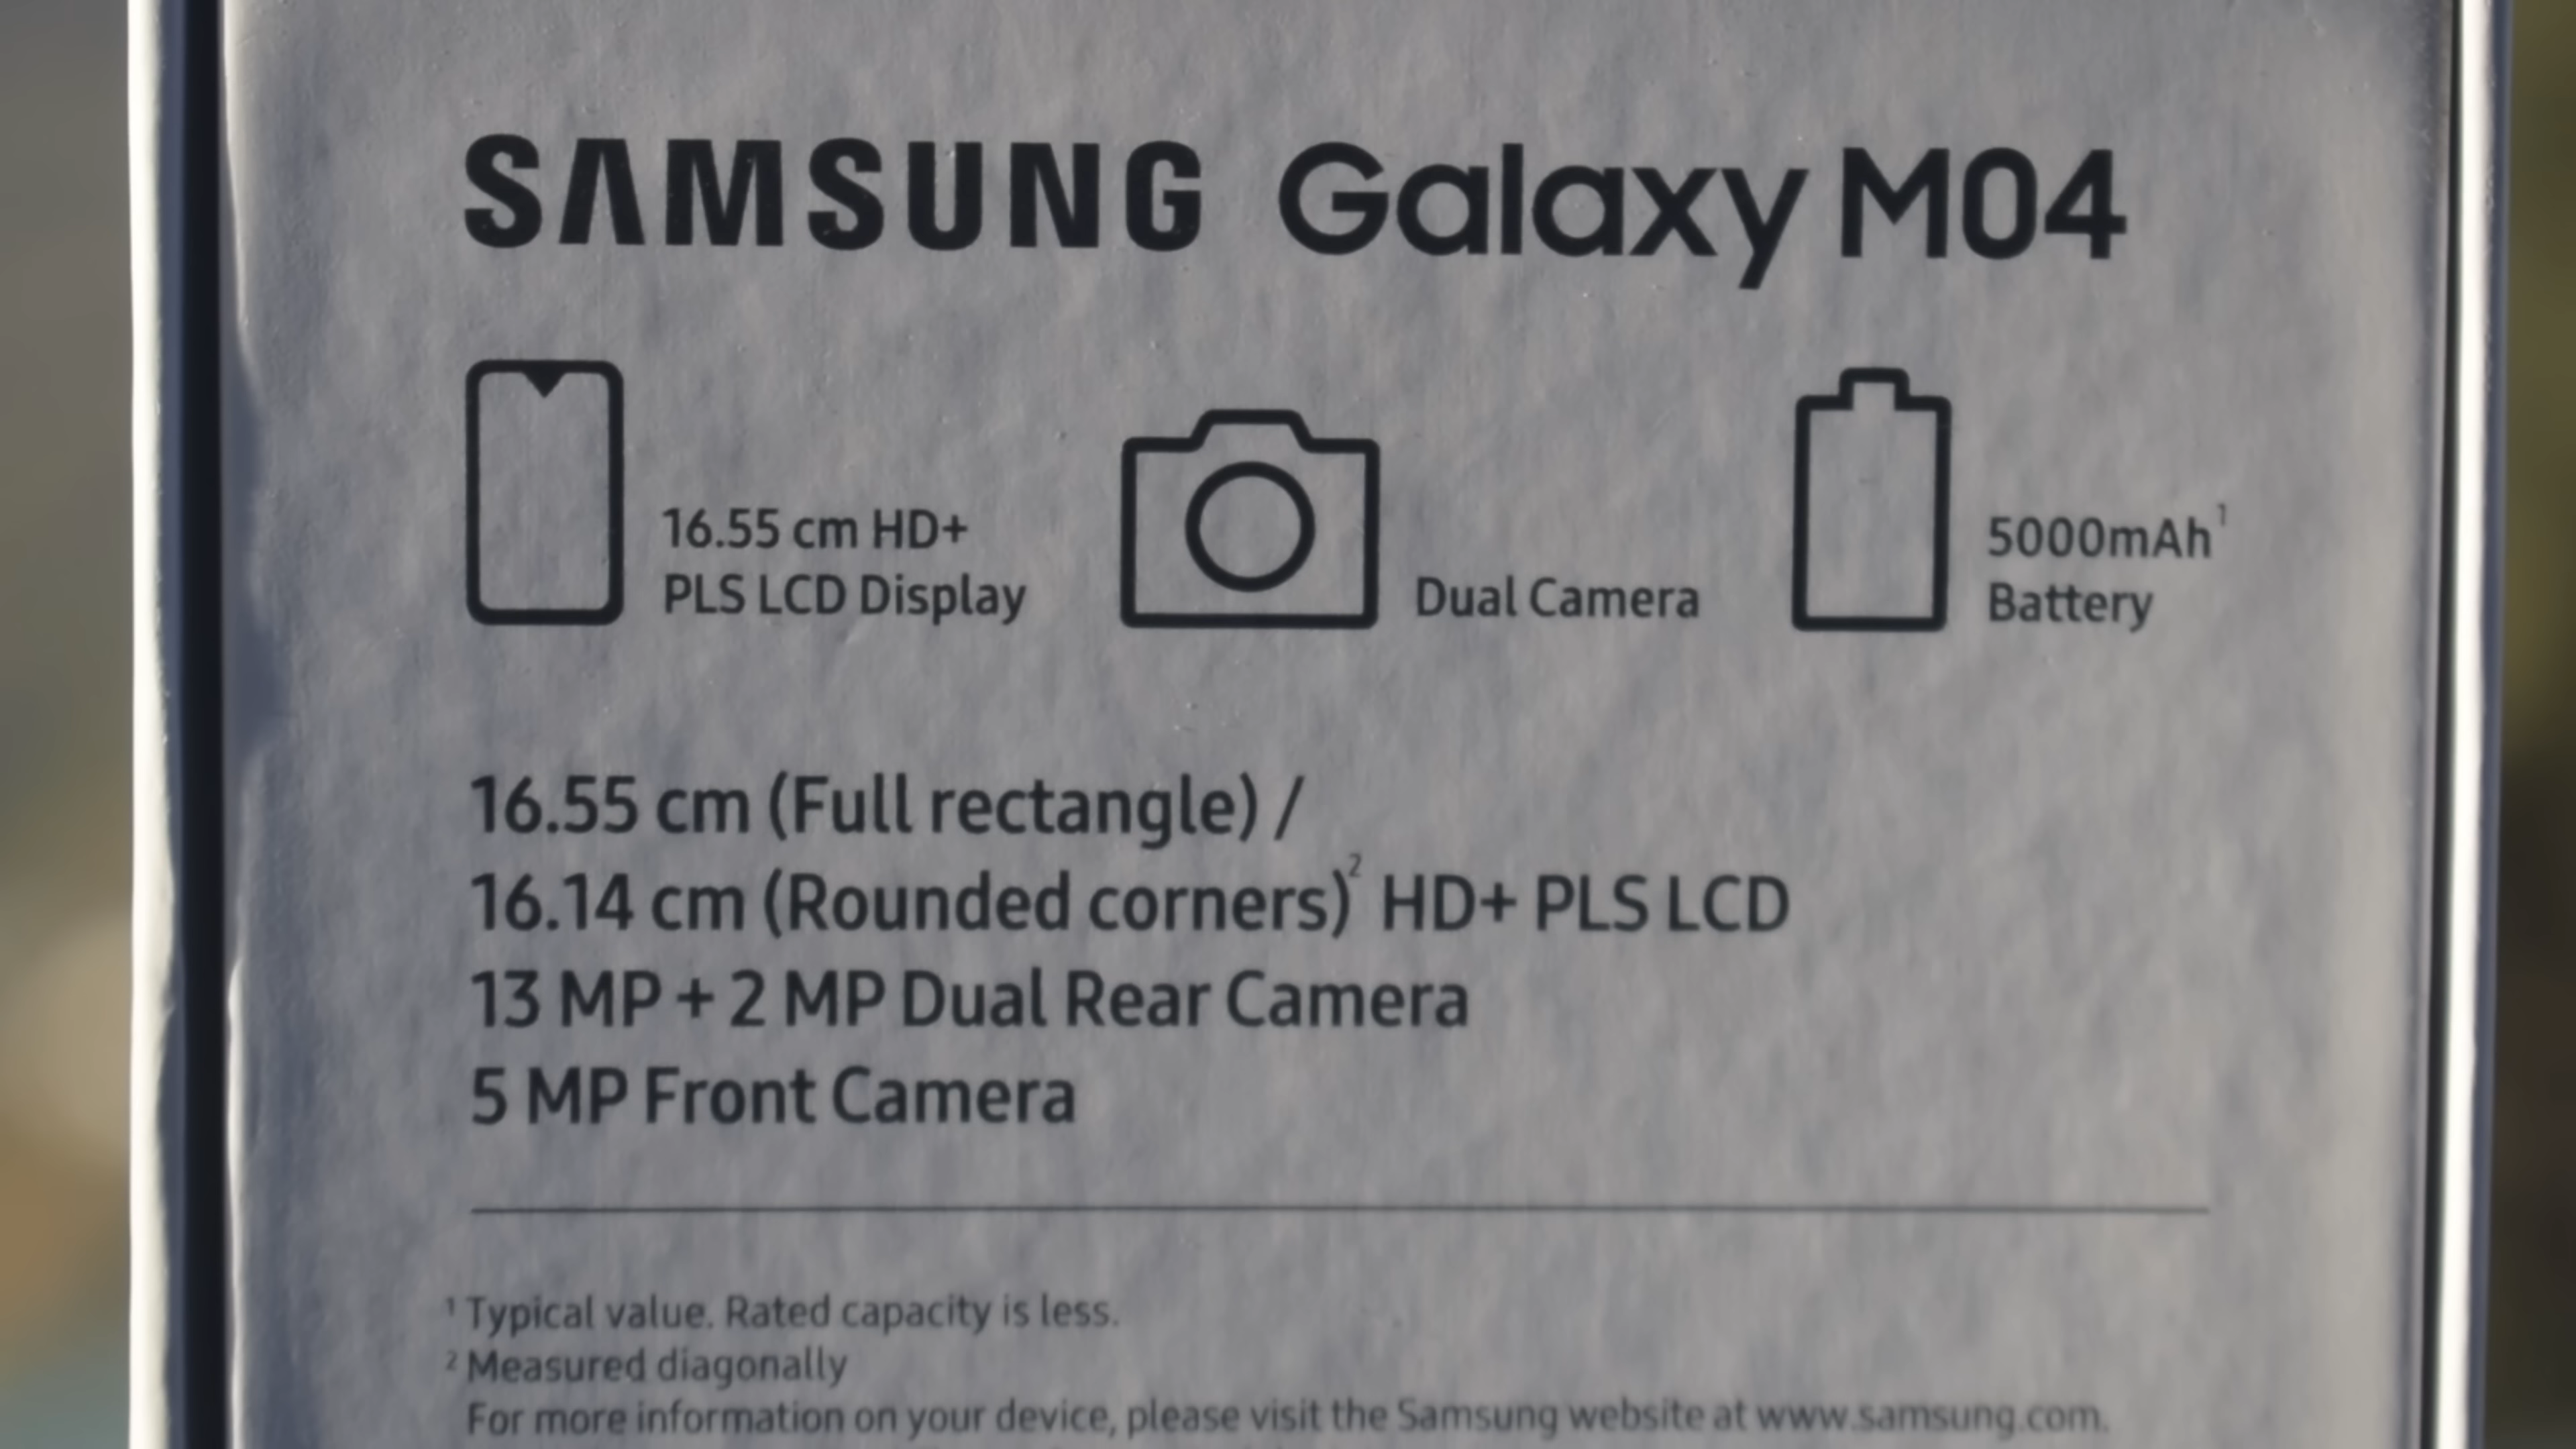 SAMSUNG Galaxy M04
16.55 cm HD+
PLS LCD Display
Dual Camera
5000mAh¹
Battery
16.55 cm (Full rectangle) /
16.14 cm (Rounded corners)² HD+ PLS LCD
13 MP + 2 MP Dual Rear Camera
5 MP Front Camera
¹ Typical value. Rated capacity is less.
² Measured diagonally
For more information on your device, please visit the Samsung website at www.samsung.com.